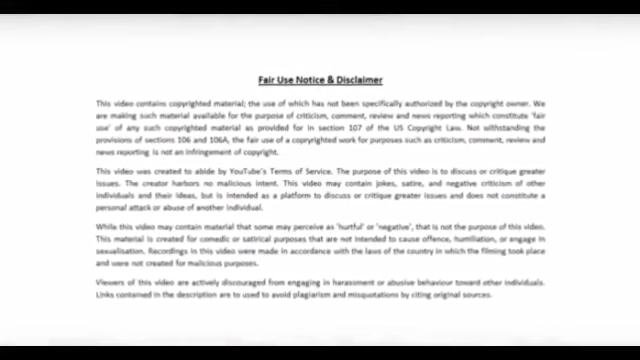 Fair Use Notice & Disclaimer
This video contains copyrighted material; the use of which has not been specifically authorized by the copyright owner. We
are making such material available for the purpose of criticism, comment, review and news reporting which constitute 'fair
use' of any such copyrighted material as provided for in section 107 of the US Copyright Law. Not withstanding the
provisions of sections 106 and 106A, the fair use of a copyrighted work for purposes such as criticism, comment, review and
news reporting is not an infringement of copyright.
This video was created to abide by YouTube's Terms of Service. The purpose of this video is to discuss or critique greater
issues. The creator harbors no malicious intent. This video may contain jokes, satire, and negative criticism of other
individuals and their ideas, but is intended as a platform to discuss or critique greater issues and does not constitute a
personal attack or abuse of another individual.
While this video may contain material that some may perceive as 'hurtful' or 'negative', that is not the purpose of this video.
This material is created for comedic or satirical purposes that are not intended to cause offence, humiliation, or engage in
sexualisation. Recordings in this video were made in accordance with the laws of the country in which the filming took place
and were not created for malicious purposes.
Viewers of this video are actively discouraged from engaging in harassment or abusive behaviour toward other individuals.
Links contained in the description are to used to avoid plagiarism and misquotations by citing original sources.